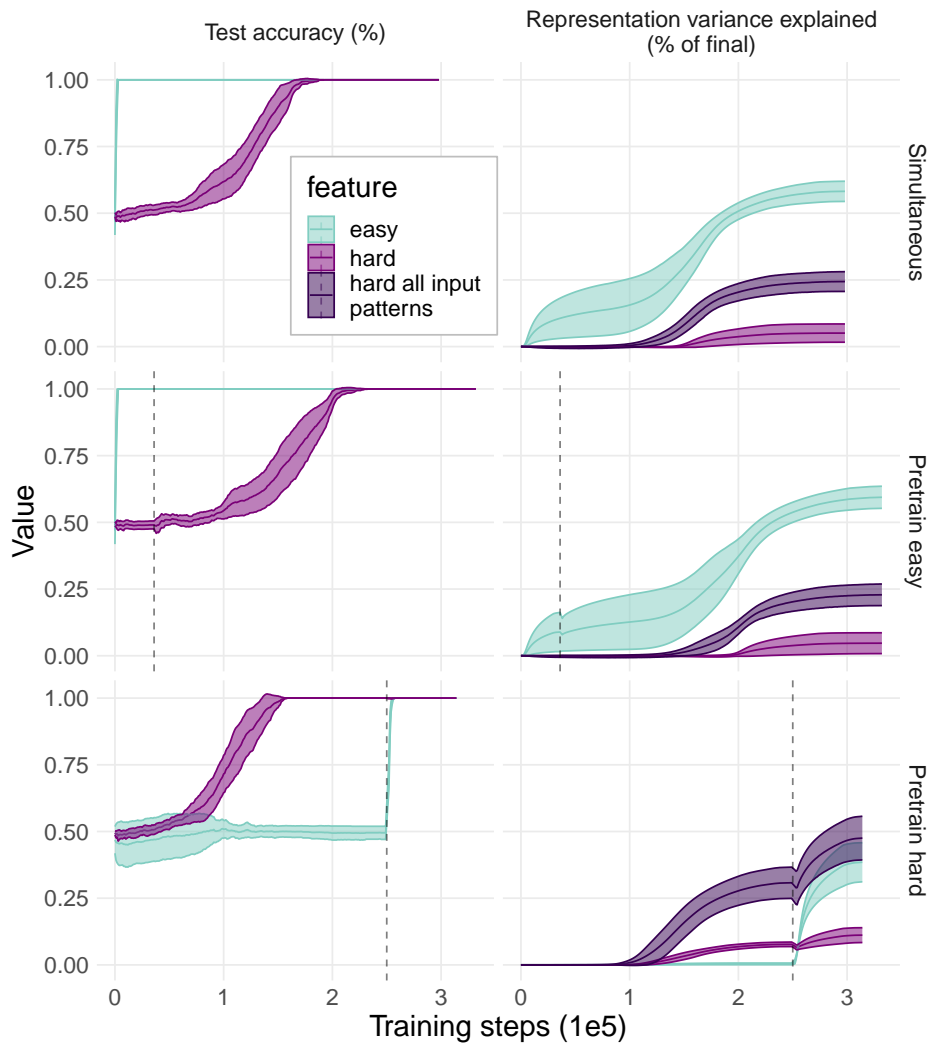 Test accuracy (%)
Representation variance explained
(% of final)
1.00
0.75
0.50
0.25
0.00
feature
easy
hard
hard all input
patterns
Simultaneous
1.00
0.75
0.50
0.25
0.00
Value
Pretrain easy
1.00
0.75
0.50
0.25
0.00
Pretrain hard
0 1 2 3 0 1 2 3
Training steps (1e5)